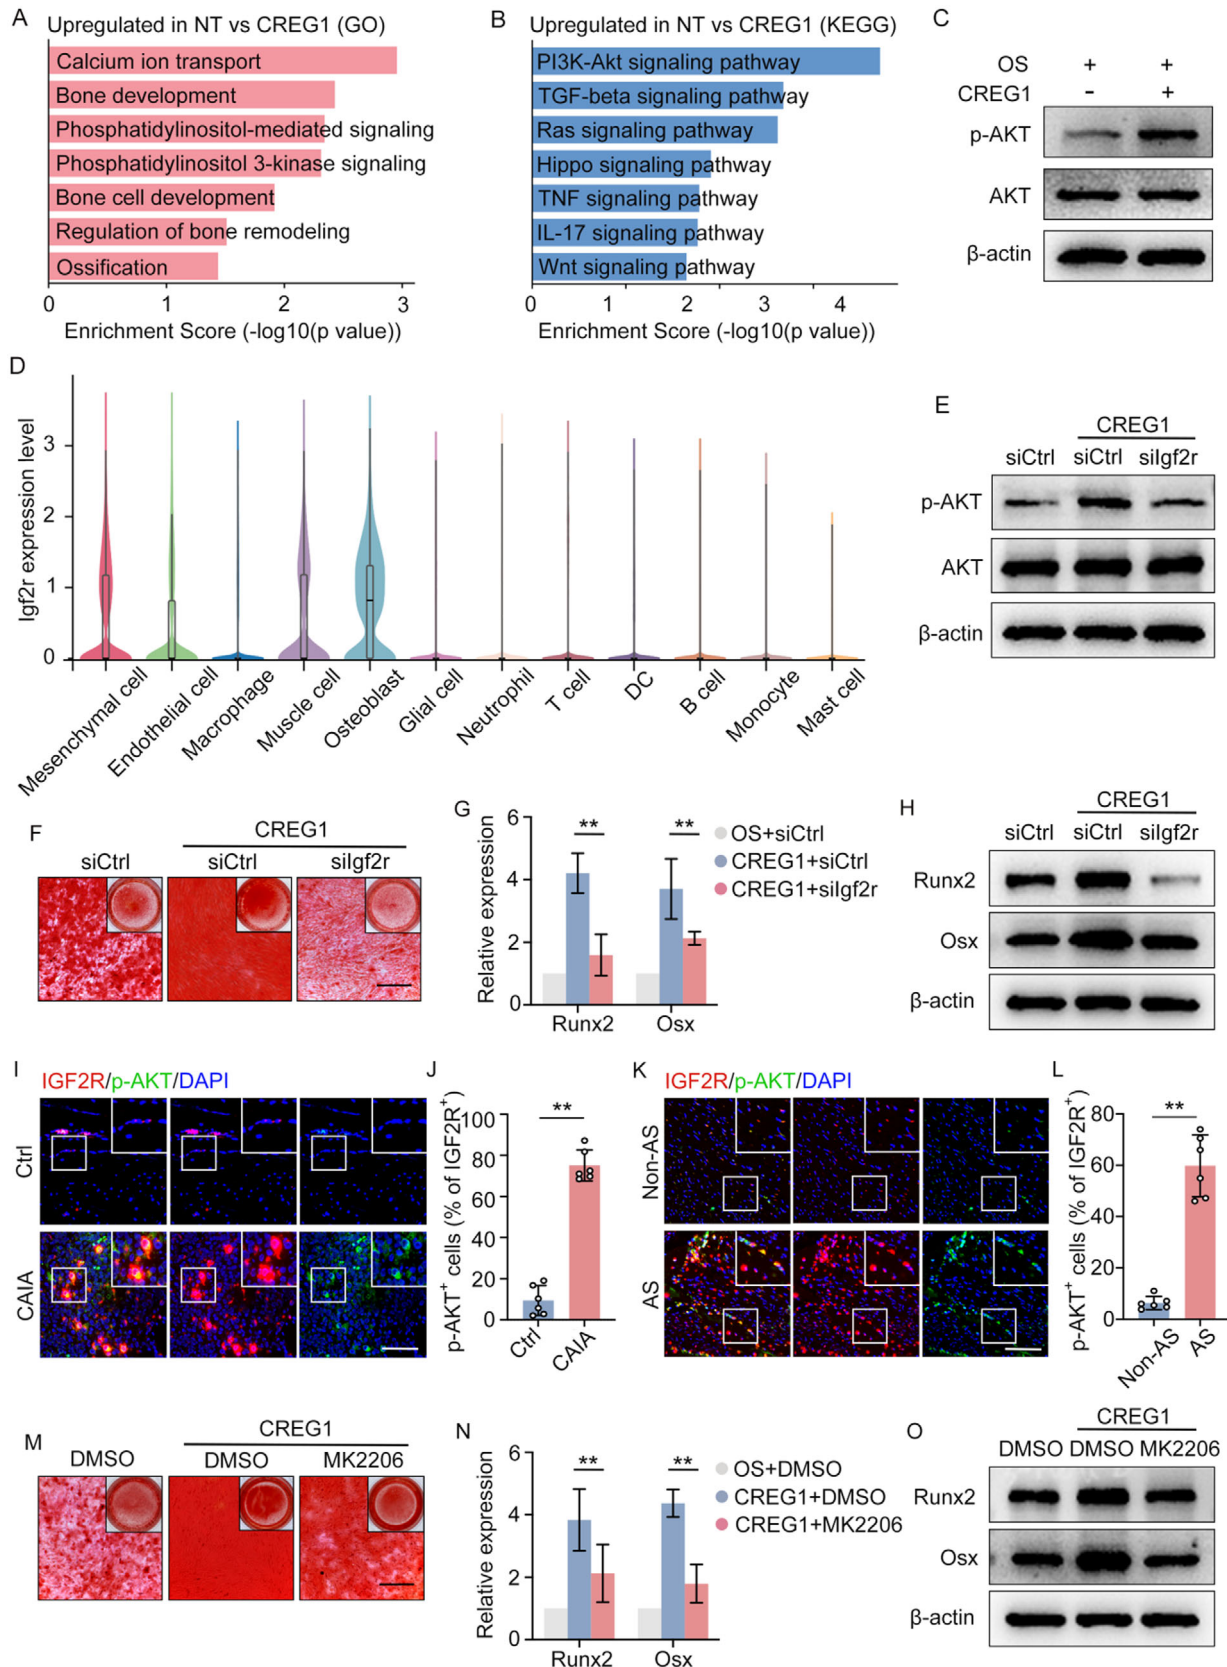 A
Upregulated in NT vs CREG1 (GO)
Calcium ion transport
Bone development
Phosphatidylinositol-mediated signaling
Phosphatidylinositol 3-kinase signaling
Bone cell development
Regulation of bone remodeling
Ossification
0 1 2 3
Enrichment Score (-log10(p value))
B
Upregulated in NT vs CREG1 (KEGG)
PI3K-Akt signaling pathway
TGF-beta signaling pathway
Ras signaling pathway
Hippo signaling pathway
TNF signaling pathway
IL-17 signaling pathway
Wnt signaling pathway
0 1 2 3 4
Enrichment Score (-log10(p value))
C
OS + +
CREG1 - +
p-AKT
AKT
β-actin
D
Igf2r expression level
3
2
1
0
Mesenchymal cell
Endothelial cell
Macrophage
Muscle cell
Osteoblast
Glial cell
Neutrophil
T cell
DC
B cell
Monocyte
Mast cell
E
CREG1
siCtrl siCtrl siIgf2r
p-AKT
AKT
β-actin
F
CREG1
siCtrl siCtrl siIgf2r
G
Relative expression
6
4
2
0
** **
Runx2 Osx
OS+siCtrl
CREG1+siCtrl
CREG1+siIgf2r
H
CREG1
siCtrl siCtrl siIgf2r
Runx2
Osx
β-actin
I
IGF2R/p-AKT/DAPI
Ctrl
CAIA
J
p-AKT+ cells (% of IGF2R+)
100
80
60
40
20
0
**
Ctrl
CAIA
K
IGF2R/p-AKT/DAPI
Non-AS
AS
L
p-AKT+ cells (% of IGF2R+)
80
60
40
20
0
**
Non-AS
AS
M
CREG1
DMSO DMSO MK2206
N
Relative expression
6
4
2
0
** **
Runx2 Osx
OS+DMSO
CREG1+DMSO
CREG1+MK2206
O
CREG1
DMSO DMSO MK2206
Runx2
Osx
β-actin